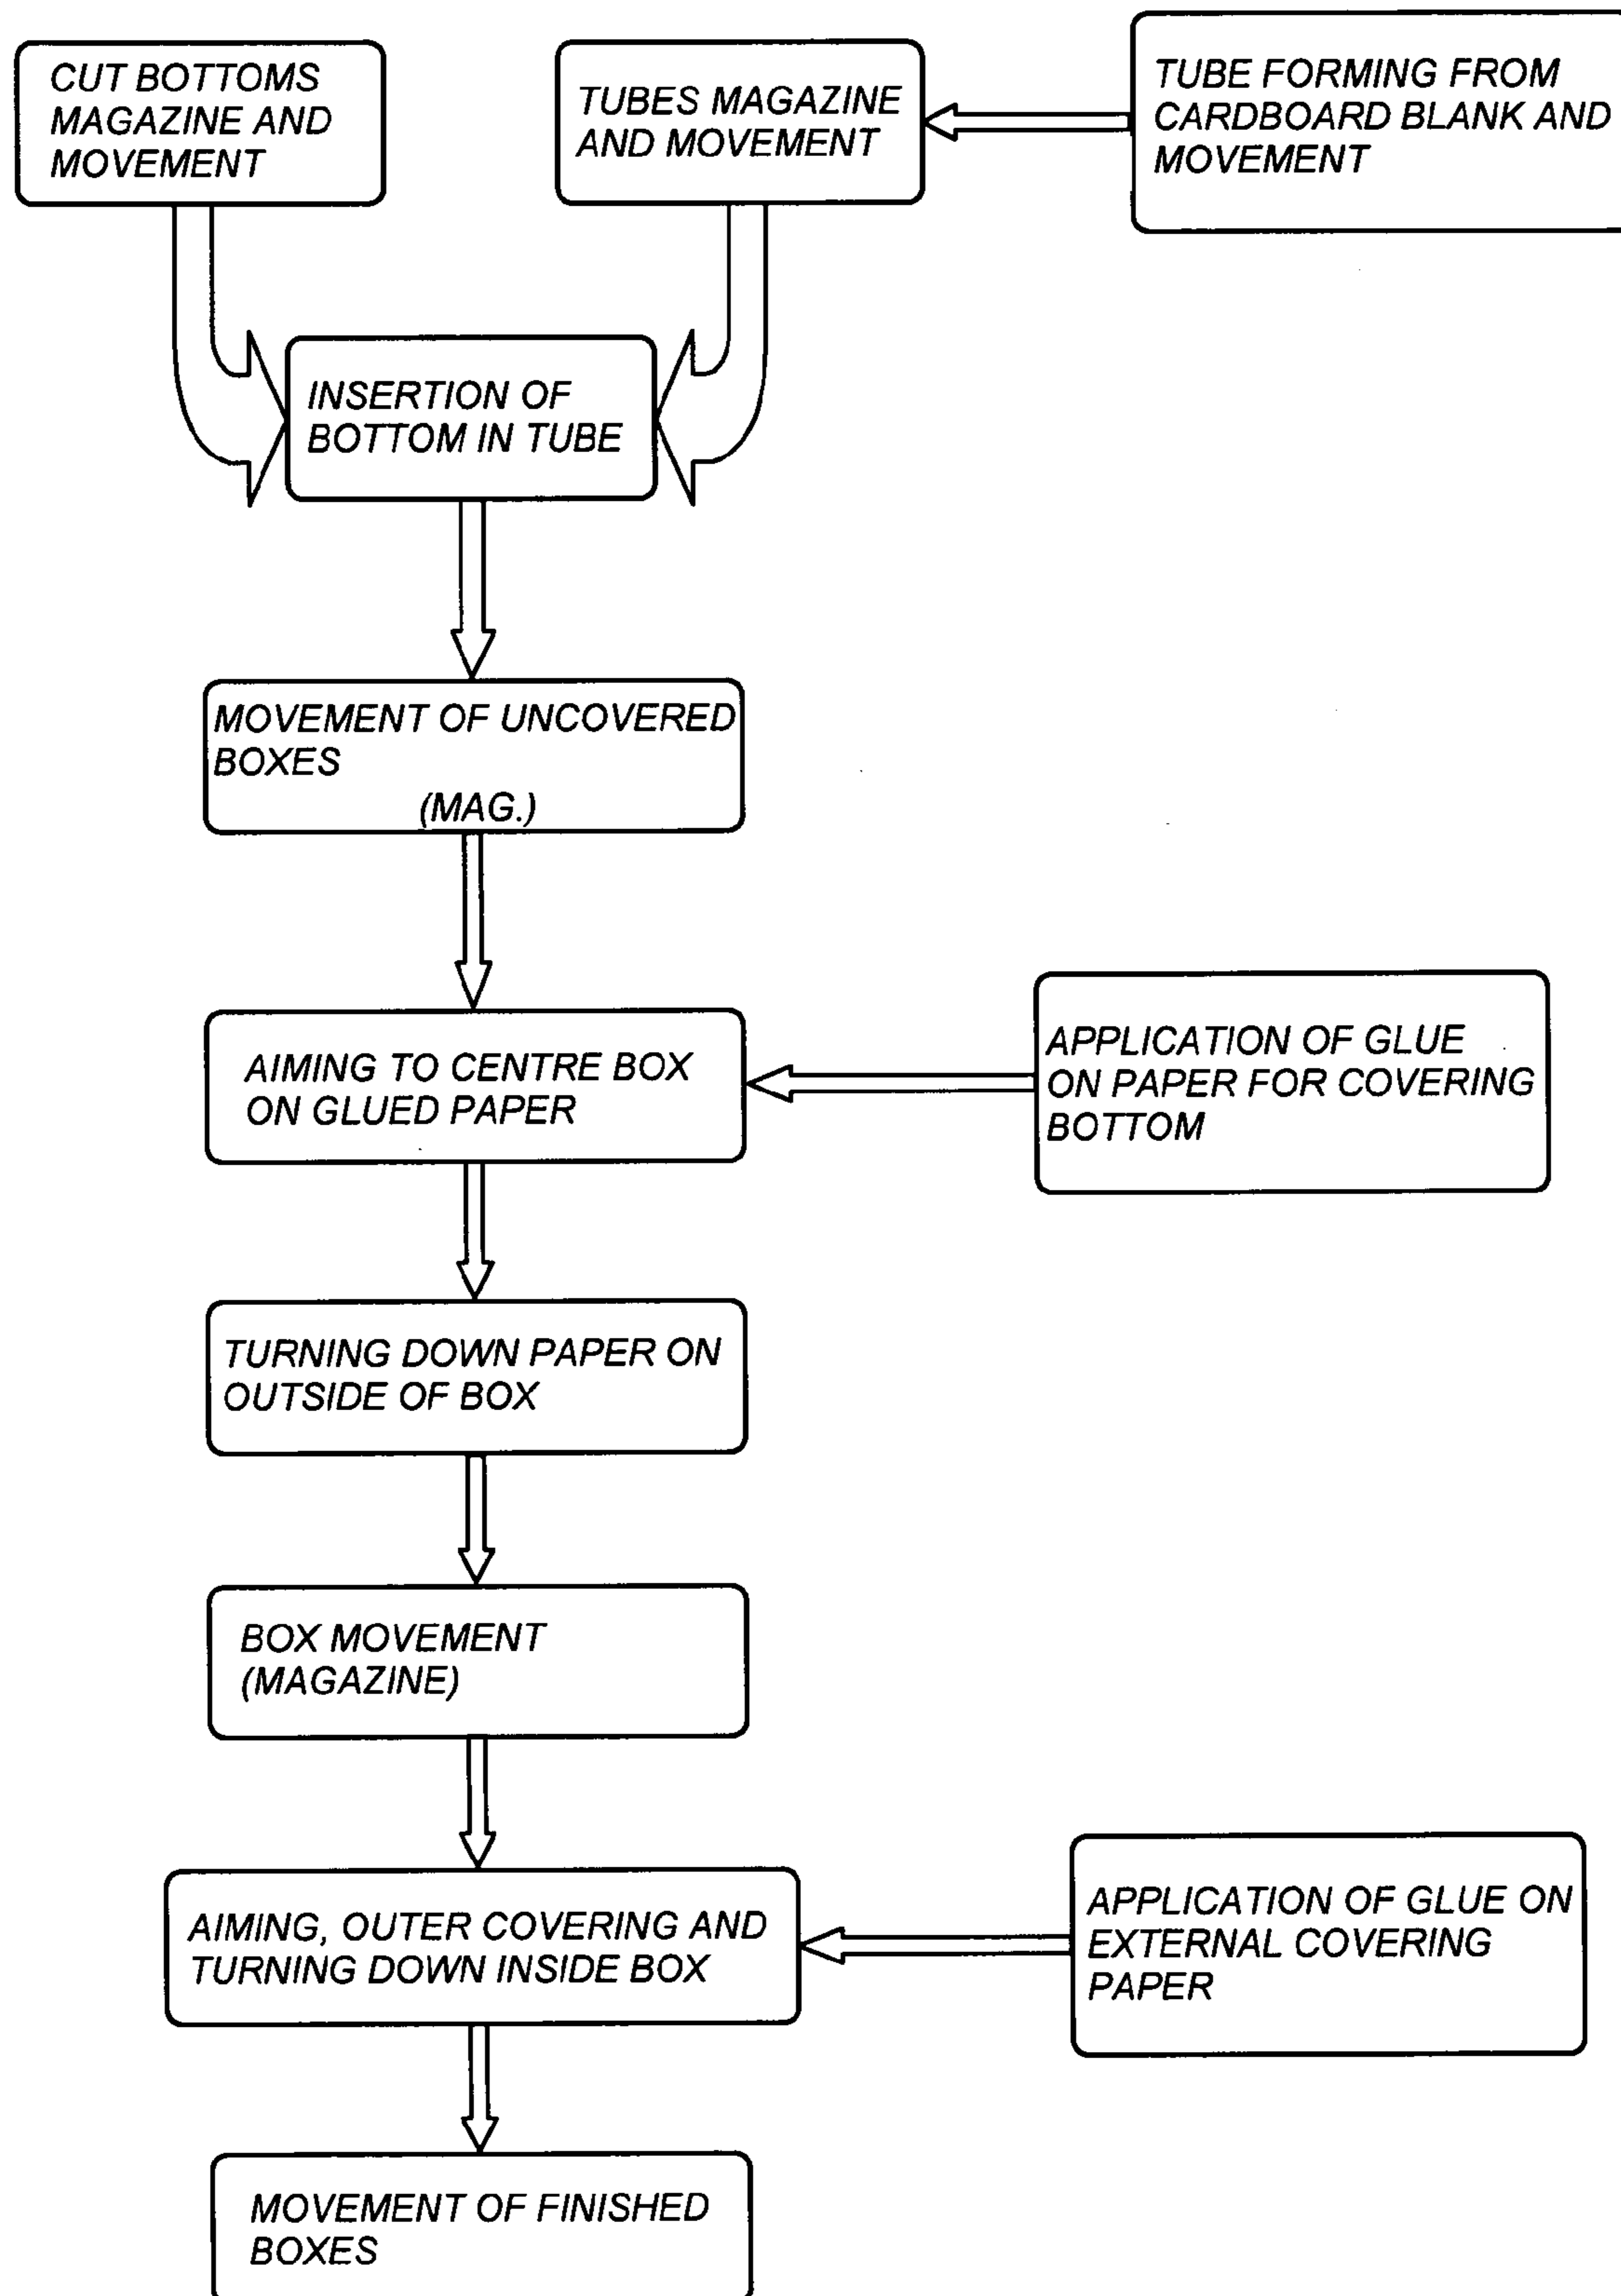 CUT BOTTOMS
MAGAZINE AND
MOVEMENT
TUBES MAGAZINE
AND MOVEMENT
TUBE FORMING FROM
CARDBOARD BLANK AND
MOVEMENT
INSERTION OF
BOTTOM IN TUBE
MOVEMENT OF UNCOVERED
BOXES
(MAG.)
AIMING TO CENTRE BOX
ON GLUED PAPER
APPLICATION OF GLUE
ON PAPER FOR COVERING
BOTTOM
TURNING DOWN PAPER ON
OUTSIDE OF BOX
BOX MOVEMENT
(MAGAZINE)
AIMING, OUTER COVERING AND
TURNING DOWN INSIDE BOX
APPLICATION OF GLUE ON
EXTERNAL COVERING
PAPER
MOVEMENT OF FINISHED
BOXES